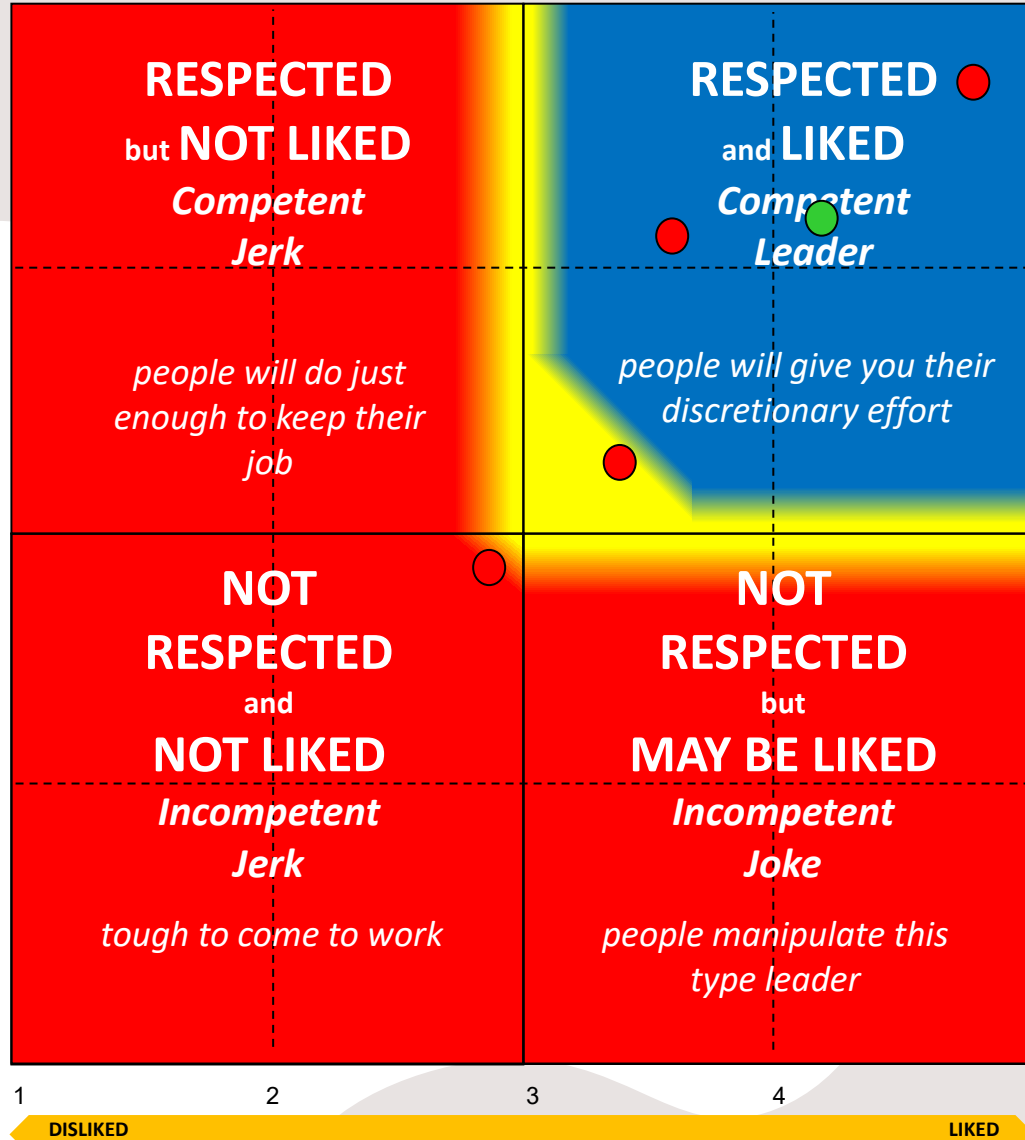 RESPECTED
but NOT LIKED
Competent
Jerk
people will do just
enough to keep their
job
RESPECTED
and LIKED
Competent
Leader
people will give you their
discretionary effort
NOT
RESPECTED
and
NOT LIKED
Incompetent
Jerk
tough to come to work
NOT
RESPECTED
but
MAY BE LIKED
Incompetent
Joke
people manipulate this
type leader
1 2 3 4
DISLIKED LIKED